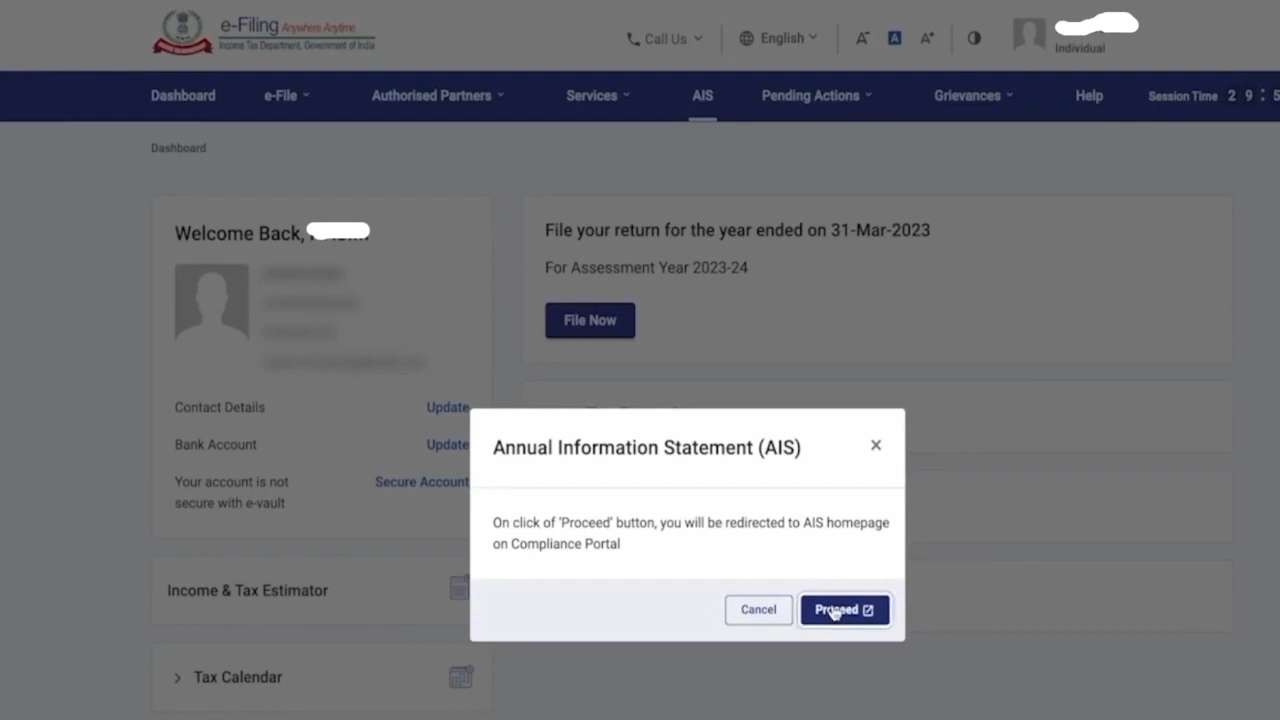 e-Filing Anywhere Anytime
Income Tax Department, Government of India
Call Us
English
A-
A
A+
Individual
Dashboard
e-File
Authorised Partners
Services
AIS
Pending Actions
Grievances
Help
Session Time 2 9 : 5
Dashboard
Welcome Back,
File your return for the year ended on 31-Mar-2023
For Assessment Year 2023-24
File Now
Contact Details
Update
Bank Account
Update
Your account is not
secure with e-vault
Secure Account
Annual Information Statement (AIS)
On click of 'Proceed' button, you will be redirected to AIS homepage
on Compliance Portal
Cancel
Proceed
Income & Tax Estimator
Tax Calendar